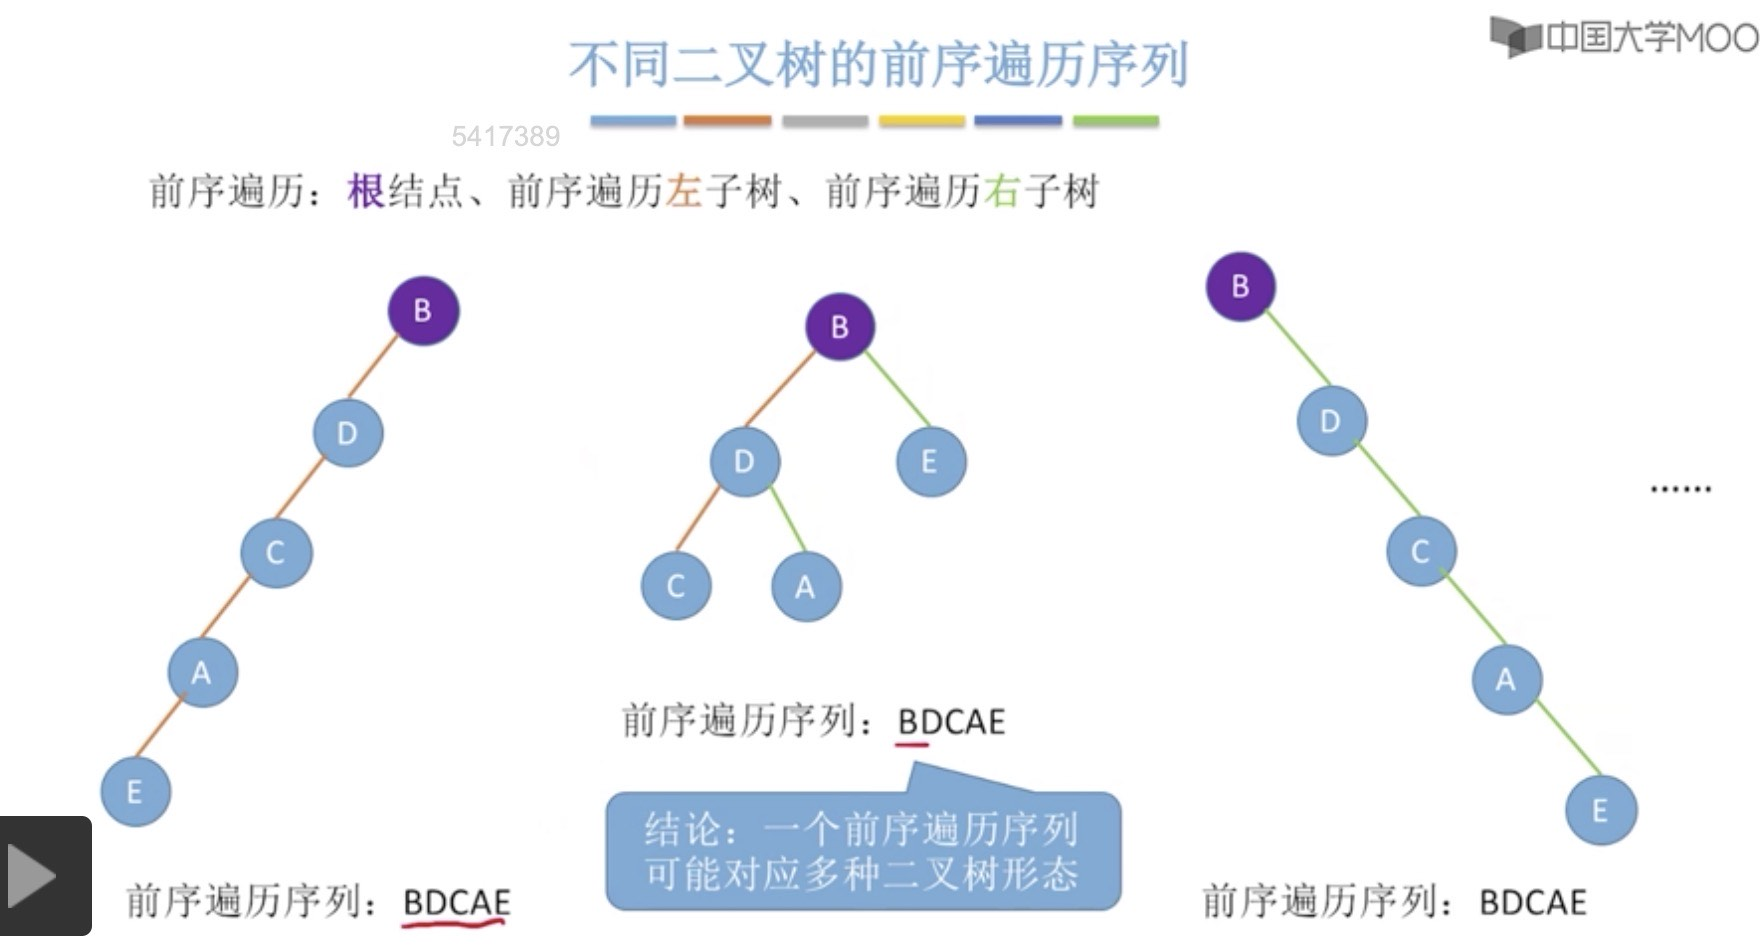 中国大学MOO
不同二叉树的前序遍历序列
5417389
前序遍历：根结点、前序遍历左子树、前序遍历右子树
B
D
C
A
E
前序遍历序列：BDCAE
B
D
E
C
A
前序遍历序列：BDCAE
结论：一个前序遍历序列
可能对应多种二叉树形态
B
D
C
A
E
前序遍历序列：BDCAE
······